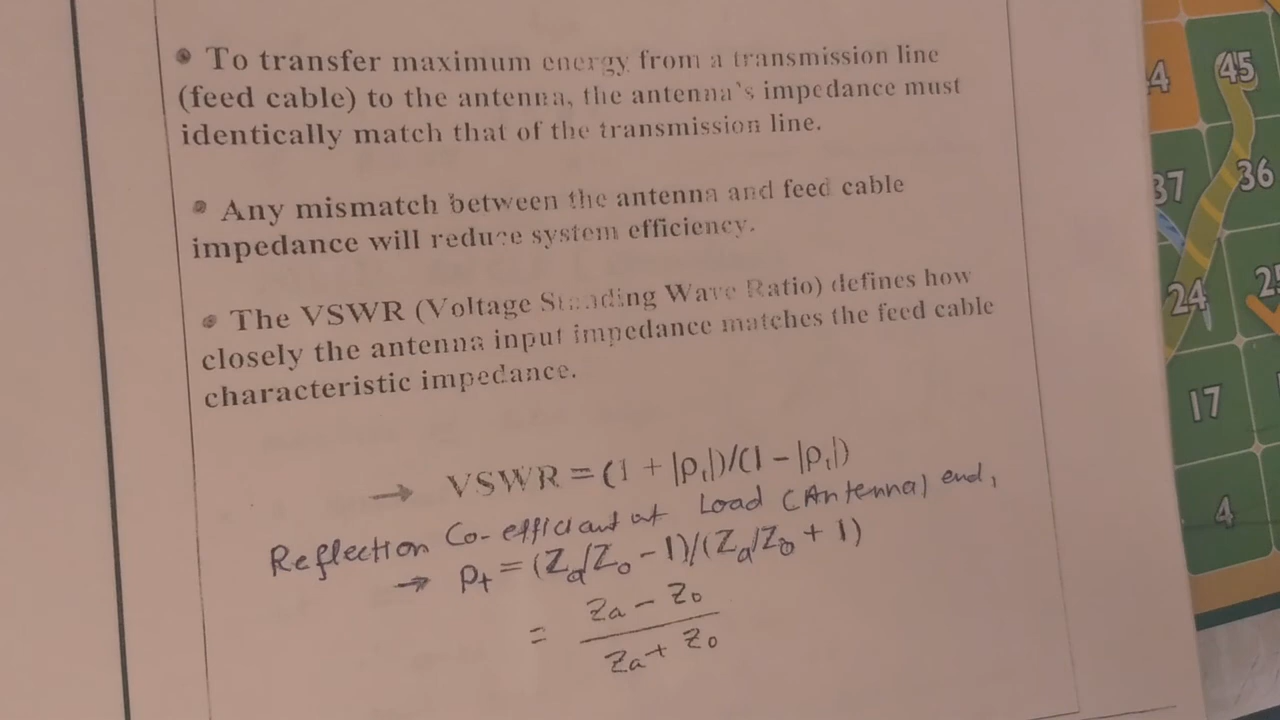 • To transfer maximum energy from a transmission line
(feed cable) to the antenna, the antenna's impedance must
identically match that of the transmission line.
• Any mismatch between the antenna and feed cable
impedance will reduce system efficiency.
• The VSWR (Voltage Standing Wave Ratio) defines how
closely the antenna input impedance matches the feed cable
characteristic impedance.
→ VSWR = (1 + |ρₜ|)/(1 - |ρₜ|)
Reflection Co-efficiant at Load (Antenna) end,
→ ρₜ = (Zₐ/Z₀ - 1)/(Zₐ/Z₀ + 1)
= Za - Z₀
Za + Z₀
45
36
37
24
17
4